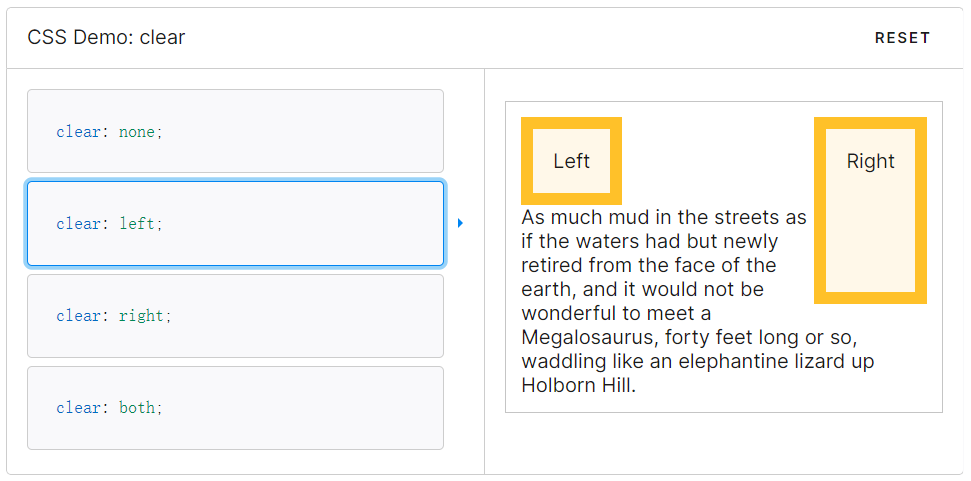 CSS Demo: clear
RESET
clear: none;
clear: left;
clear: right;
clear: both;
Left
Right
As much mud in the streets as
if the waters had but newly
retired from the face of the
earth, and it would not be
wonderful to meet a
Megalosaurus, forty feet long or so,
waddling like an elephantine lizard up
Holborn Hill.